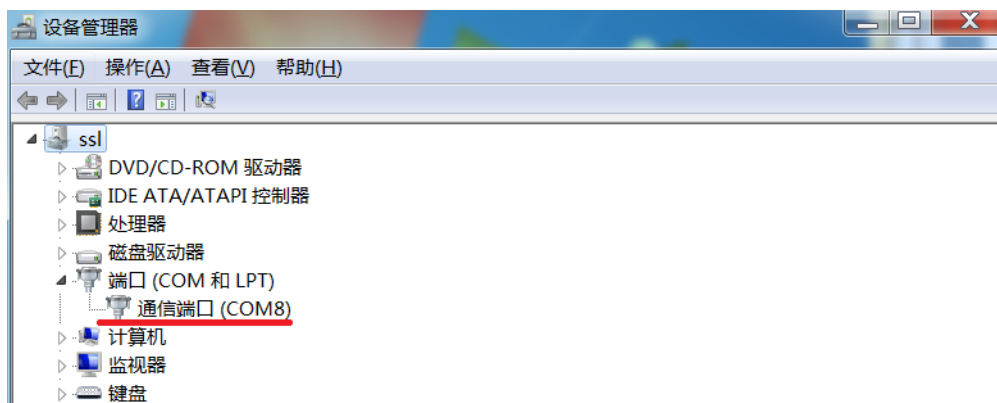 设备管理器
文件(F) 操作(A) 查看(V) 帮助(H)
ssl
DVD/CD-ROM 驱动器
IDE ATA/ATAPI 控制器
处理器
磁盘驱动器
端口 (COM 和 LPT)
通信端口 (COM8)
计算机
监视器
键盘